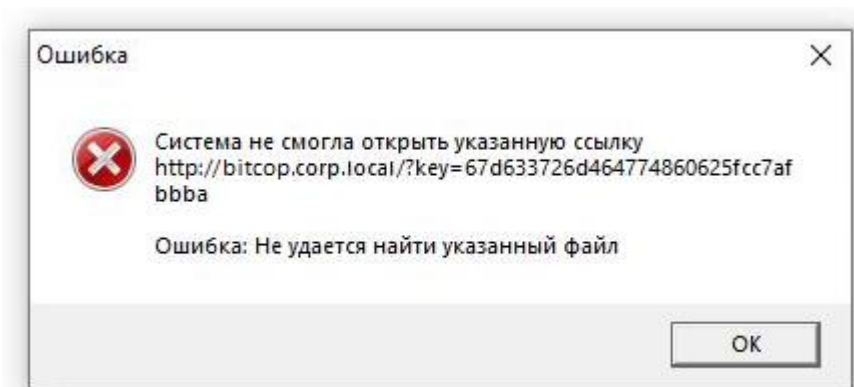 Ошибка
Система не смогла открыть указанную ссылку
http://bitcop.corp.local/?key=67d633726d464774860625fcc7af
bbba
Ошибка: Не удается найти указанный файл
OK